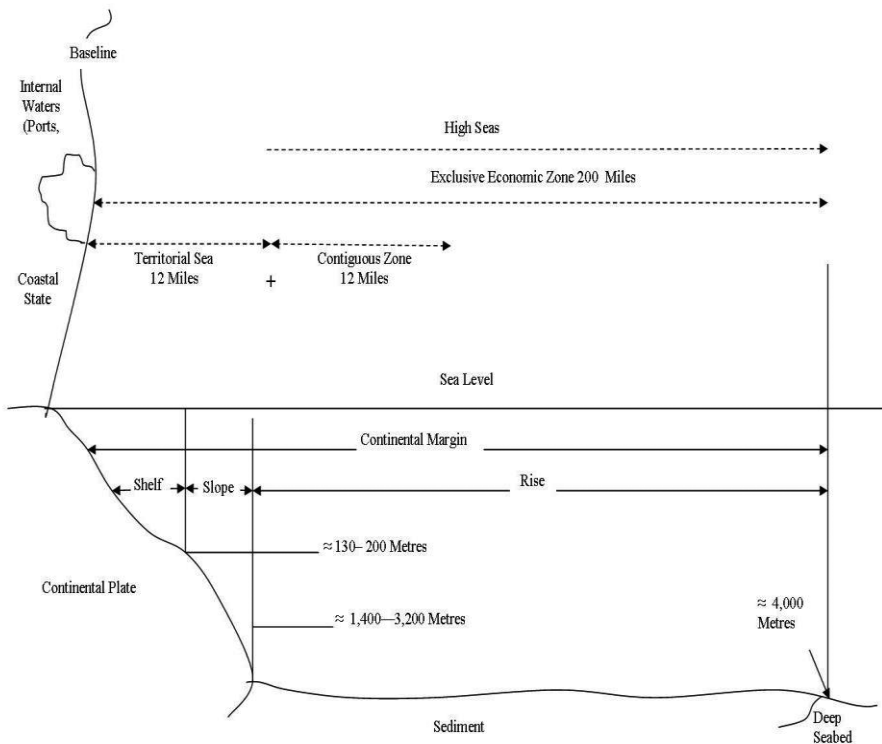 Baseline
Internal
Waters
(Ports,
High Seas
Exclusive Economic Zone 200 Miles
Territorial Sea
12 Miles
+
Contiguous Zone
12 Miles
Coastal
State
Sea Level
Continental Margin
Shelf
Slope
Rise
≈ 130– 200 Metres
Continental Plate
≈ 1,400—3,200 Metres
≈ 4,000
Metres
Sediment
Deep
Seabed